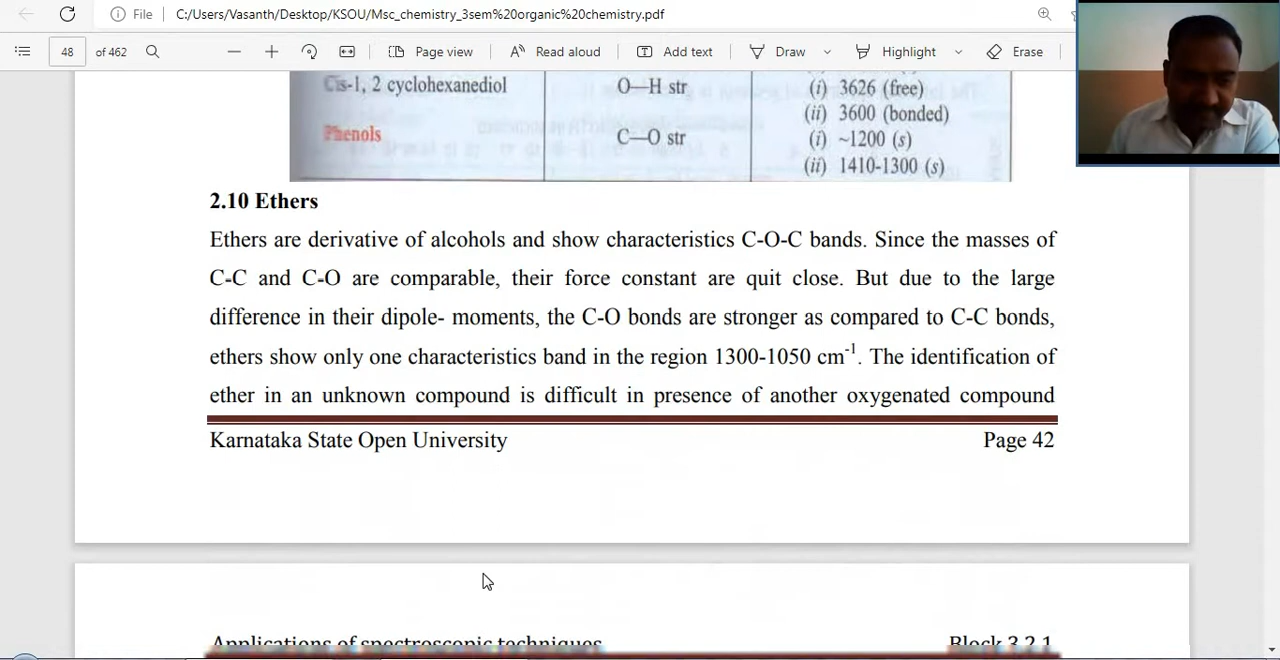 File C:/Users/Vasanth/Desktop/KSOU/Msc_chemistry_3sem%20organic%20chemistry.pdf
48 of 462 Page view Read aloud Add text Draw Highlight Erase
Cis-1, 2 cyclohexanediol O—H str (i) 3626 (free)
(ii) 3600 (bonded)
Phenols C—O str (i) ~1200 (s)
(ii) 1410-1300 (s)
2.10 Ethers
Ethers are derivative of alcohols and show characteristics C-O-C bands. Since the masses of
C-C and C-O are comparable, their force constant are quit close. But due to the large
difference in their dipole- moments, the C-O bonds are stronger as compared to C-C bonds,
ethers show only one characteristics band in the region 1300-1050 cm⁻¹. The identification of
ether in an unknown compound is difficult in presence of another oxygenated compound
Karnataka State Open University Page 42
Applications of spectroscopic techniques Block 3.2.1